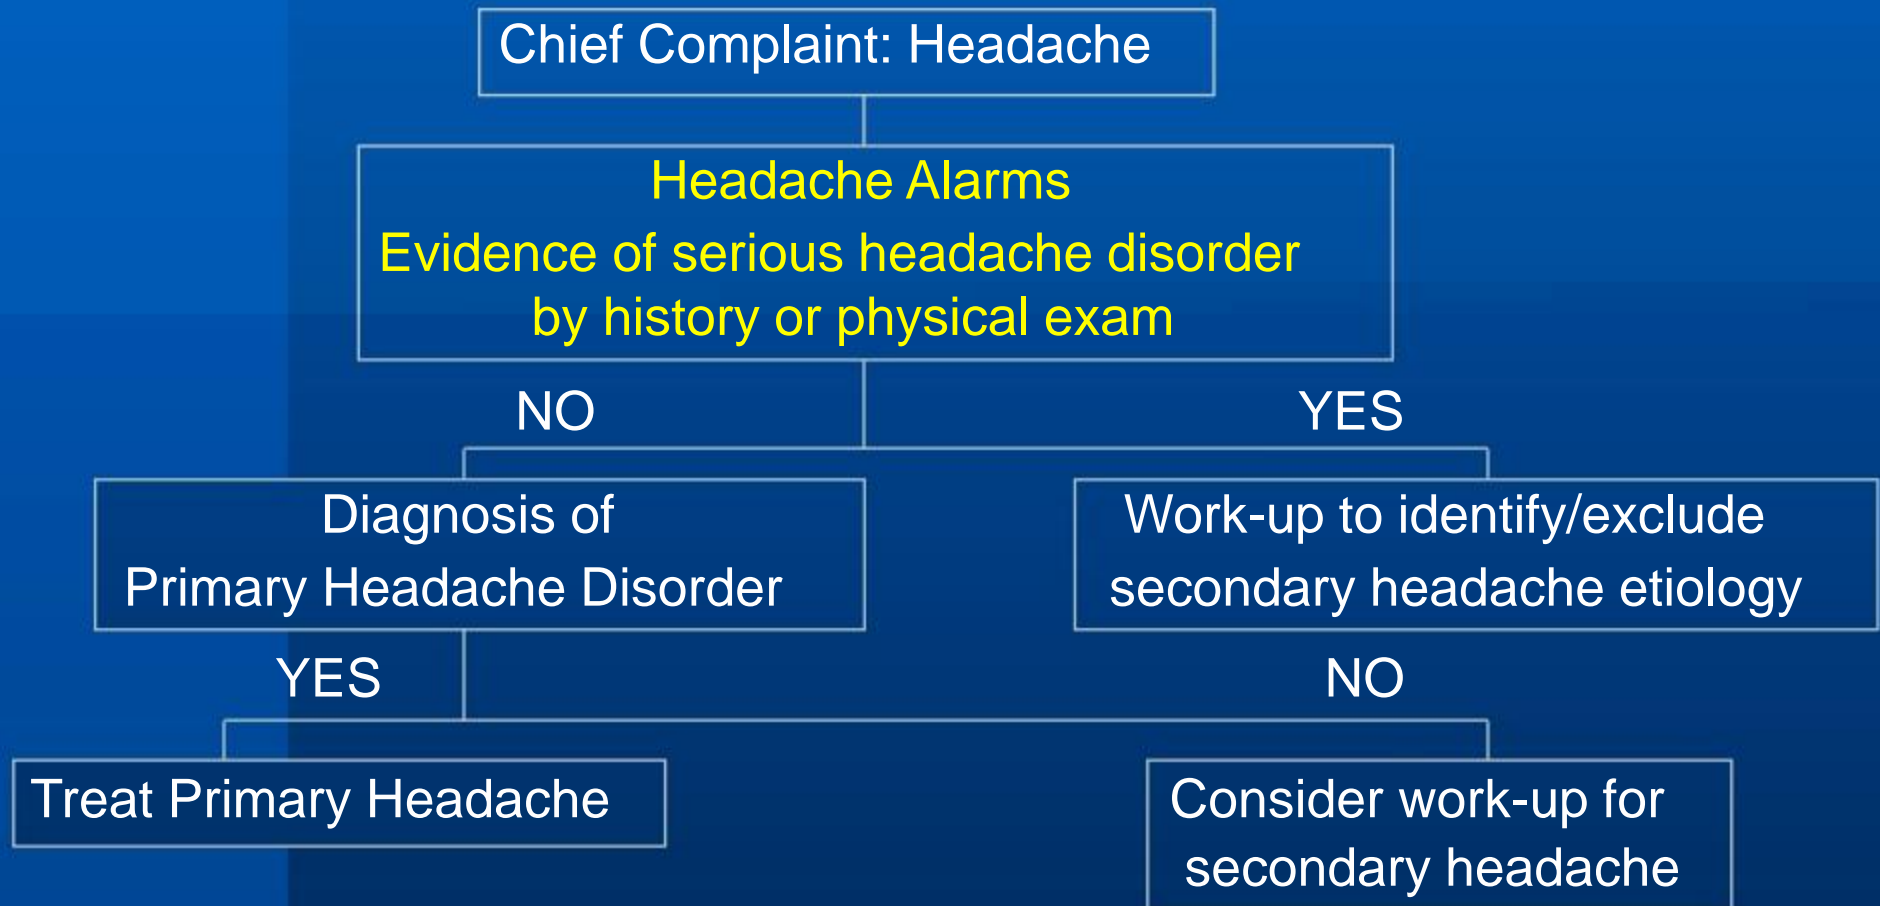 Chief Complaint: Headache
Headache Alarms
Evidence of serious headache disorder
by history or physical exam
NO
YES
Diagnosis of
Primary Headache Disorder
Work-up to identify/exclude
secondary headache etiology
YES
NO
Treat Primary Headache
Consider work-up for
secondary headache